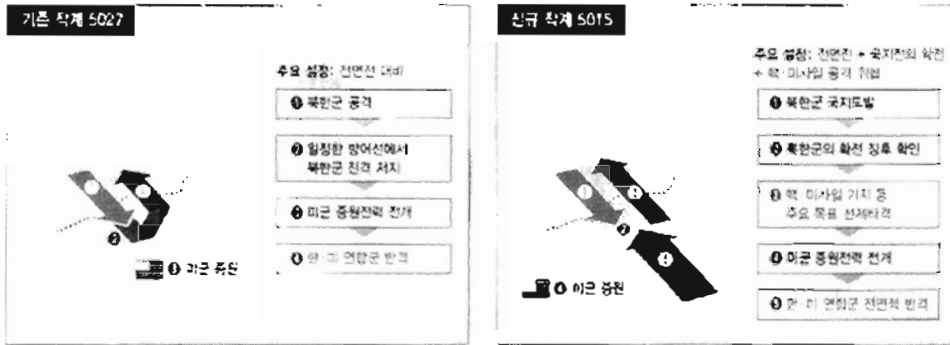 기존 작계 5027
주요 설정: 전면전 대비
❶ 북한군 공격
❷ 일정한 방어선에서
북한군 진격 저지
❸ 미군 증원전력 전개
❹ 한·미 연합군 반격
❸ 미군 증원
신규 작계 5015
주요 설정: 전면전 + 국지전의 확전
+ 핵·미사일 공격 위협
❶ 북한군 국지도발
❷ 북한군의 확전 징후 확인
❸ 핵·미사일 기지 등
주요 목표 선제타격
❹ 미군 증원전력 전개
❺ 한·미 연합군 전면적 반격
❹ 미군 증원